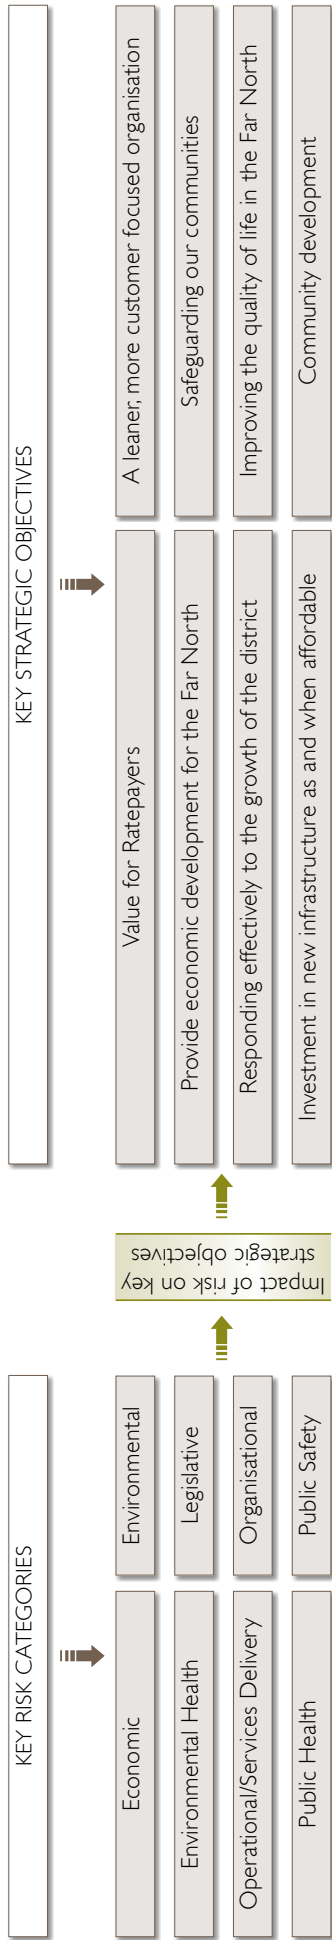 KEY RISK CATEGORIES
Economic
Environmental
Environmental Health
Legislative
Operational/Services Delivery
Organisational
Public Health
Public Safety
Impact of risk on key
strategic objectives
KEY STRATEGIC OBJECTIVES
Value for Ratepayers
A leaner, more customer focused organisation
Provide economic development for the Far North
Safeguarding our communities
Responding effectively to the growth of the district
Improving the quality of life in the Far North
Investment in new infrastructure as and when affordable
Community development